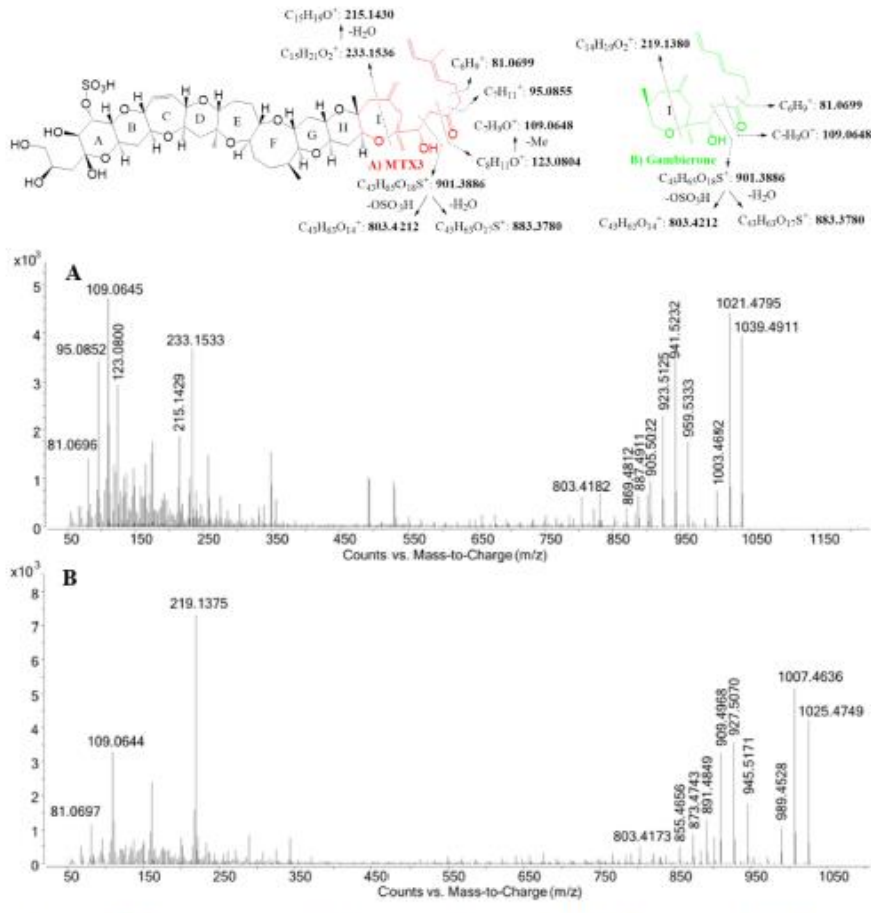 C₁₅H₁₉O⁺: 215.1430
-H₂O
C₁₅H₂₁O₂⁺: 233.1536
C₆H₉⁺: 81.0699
C₇H₁₁⁺: 95.0855
C₇H₉O⁺: 109.0648
-Me
C₈H₁₁O⁺: 123.0804
SO₃H
O
HO
H
A
B
C
D
E
F
G
H
I
OH
O
HO
HO
OH
A) MTX3
C₄₃H₆₅O₁₈S⁺: 901.3886
-OSO₃H
-H₂O
C₄₃H₆₃O₁₄⁺: 803.4212
C₄₃H₆₃O₁₇S⁺: 883.3780
C₁₄H₁₉O₂⁺: 219.1380
I
O
OH
O
C₆H₉⁺: 81.0699
C₇H₉O⁺: 109.0648
B) Gambierone
C₄₃H₆₅O₁₈S⁺: 901.3886
-OSO₃H
-H₂O
C₄₃H₆₃O₁₄⁺: 803.4212
C₄₃H₆₃O₁₇S⁺: 883.3780
x10³
A
5
4
3
2
1
0
81.0696
95.0852
109.0645
123.0800
215.1429
233.1533
803.4182
869.4812
887.4911
905.5022
923.5125
941.5232
959.5333
1003.4682
1021.4795
1039.4911
50 150 250 350 450 550 650 750 850 950 1050 1150
Counts vs. Mass-to-Charge (m/z)
x10³
B
8
7
6
5
4
3
2
1
0
81.0697
109.0644
219.1375
803.4173
855.4656
873.4743
891.4849
909.4968
927.5070
945.5171
989.4528
1007.4636
1025.4749
50 150 250 350 450 550 650 750 850 950 1050
Counts vs. Mass-to-Charge (m/z)